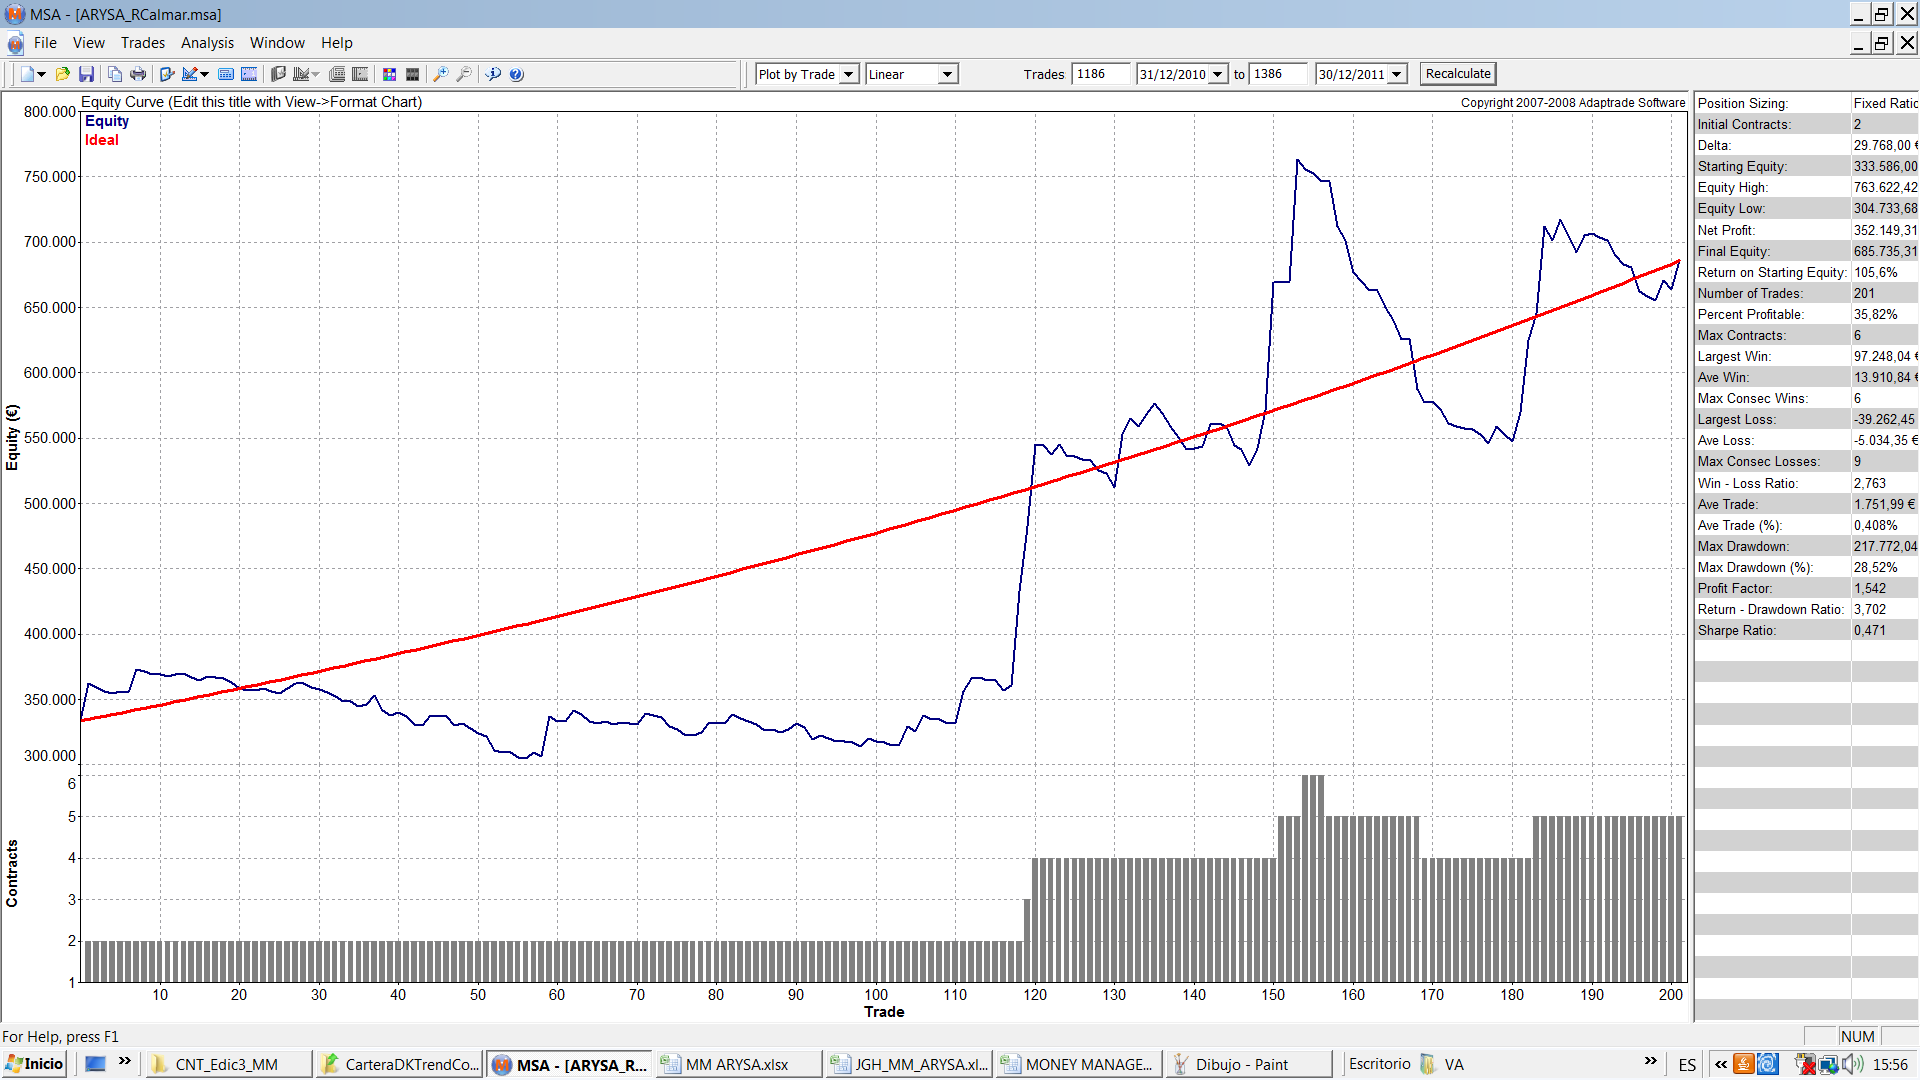 MSA - [ARYSA_RCalmar.msa]
File View Trades Analysis Window Help
Plot by Trade Linear Trades 1186 31/12/2010 to 1386 30/12/2011 Recalculate
Equity Curve (Edit this title with View->Format Chart)
Copyright 2007-2008 Adaptrade Software
Equity
Ideal
800.000
750.000
700.000
650.000
600.000
550.000
500.000
450.000
400.000
350.000
300.000
Equity (€)
6
5
4
3
2
1
Contracts
10 20 30 40 50 60 70 80 90 100 110 120 130 140 150 160 170 180 190 200
Trade
Position Sizing: Fixed Ratio
Initial Contracts: 2
Delta: 29.768,00 €
Starting Equity: 333.586,00
Equity High: 763.622,42
Equity Low: 304.733,68
Net Profit: 352.149,31
Final Equity: 685.735,31
Return on Starting Equity: 105,6%
Number of Trades: 201
Percent Profitable: 35,82%
Max Contracts: 6
Largest Win: 97.248,04 €
Ave Win: 13.910,84 €
Max Consec Wins: 6
Largest Loss: -39.262,45
Ave Loss: -5.034,35 €
Max Consec Losses: 9
Win - Loss Ratio: 2,763
Ave Trade: 1.751,99 €
Ave Trade (%): 0,408%
Max Drawdown: 217.772,04
Max Drawdown (%): 28,52%
Profit Factor: 1,542
Return - Drawdown Ratio: 3,702
Sharpe Ratio: 0,471
For Help, press F1
NUM
Inicio » CNT_Edic3_MM CarteraDKTrendCo... MSA - [ARYSA_R... MM ARYSA.xlsx JGH_MM_ARYSA.xl... MONEY MANAGE... Dibujo - Paint Escritorio VA » ES « 15:56